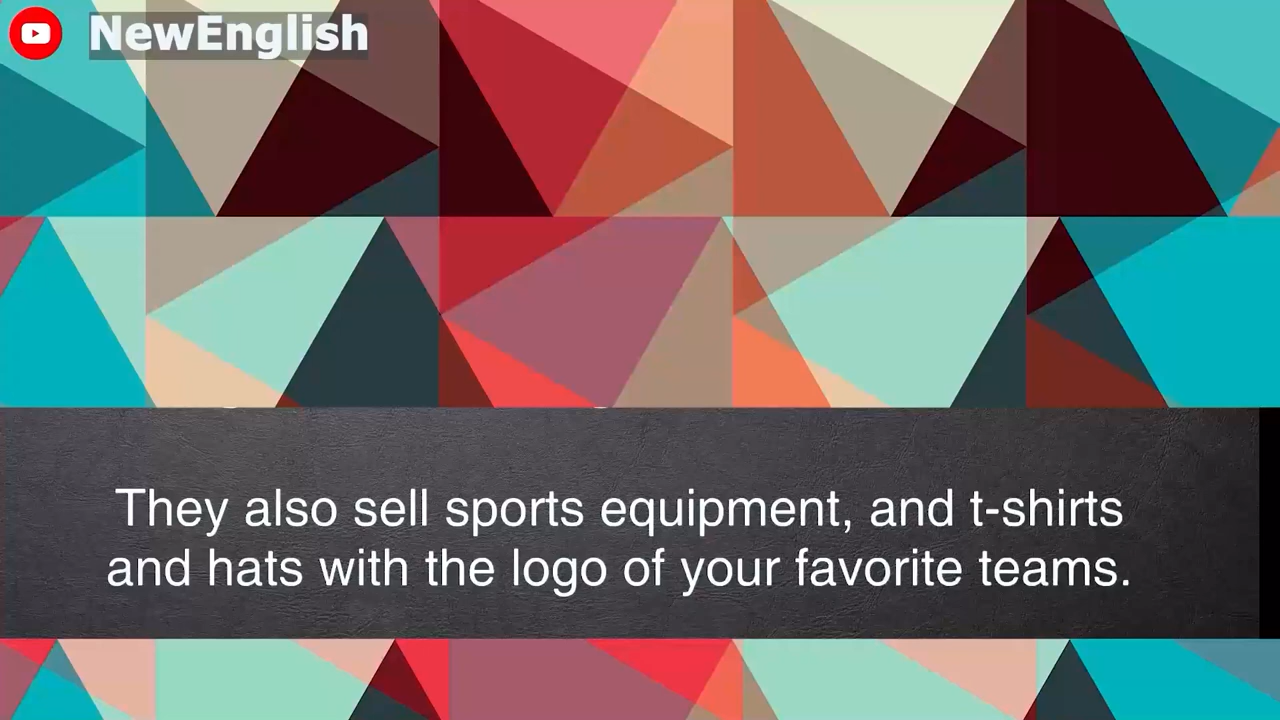 NewEnglish
They also sell sports equipment, and t-shirts
and hats with the logo of your favorite teams.